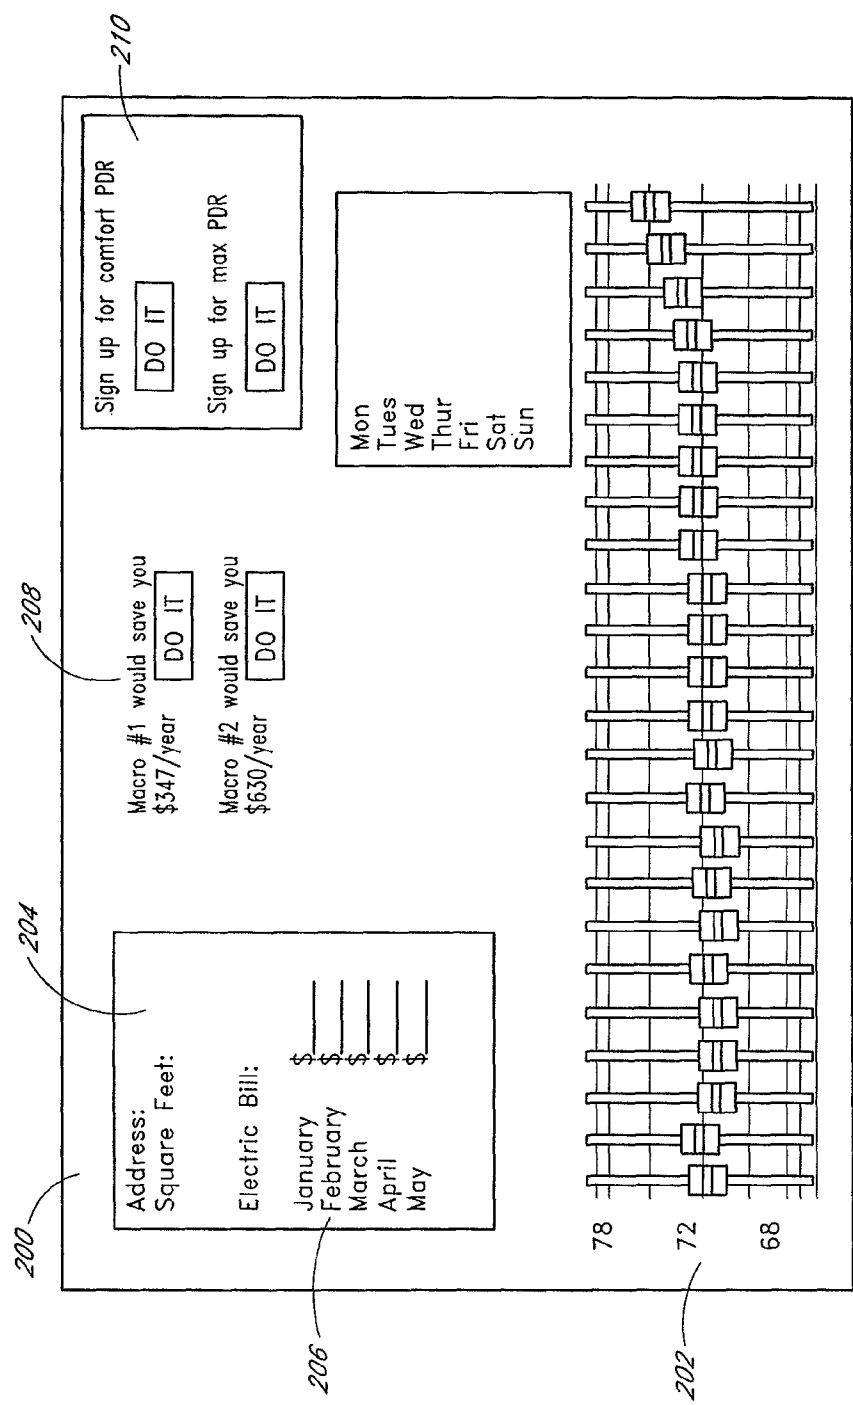 200
204
208
210
Address:
Square Feet:
Electric Bill:
January $
February $
March $
April $
May $
206
Macro #1 would save you
$347/year
DO IT
Macro #2 would save you
$630/year
DO IT
Sign up for comfort PDR
DO IT
Sign up for max PDR
DO IT
Mon
Tues
Wed
Thur
Fri
Sat
Sun
78
72
68
202